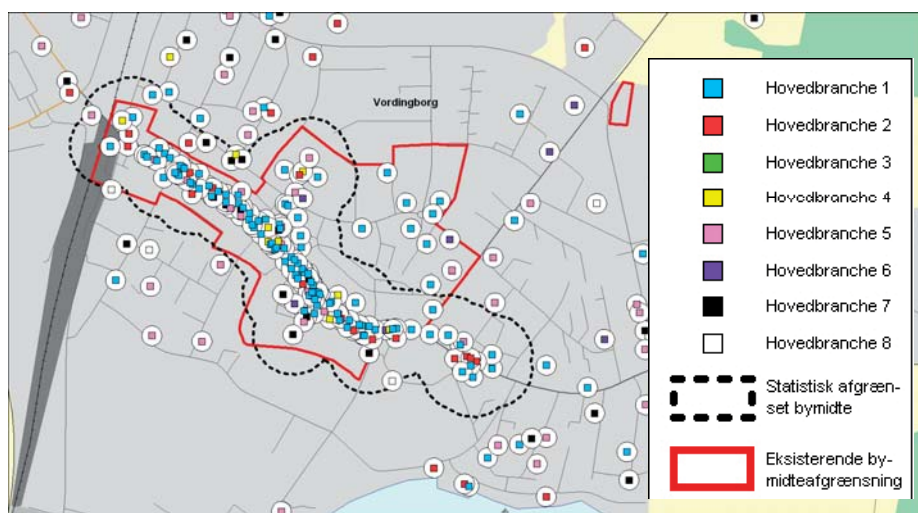 Vordingborg
Hovedbranche 1
Hovedbranche 2
Hovedbranche 3
Hovedbranche 4
Hovedbranche 5
Hovedbranche 6
Hovedbranche 7
Hovedbranche 8
Statistisk afgræn-
set bymidte
Eksisterende by-
midteafgrænsning